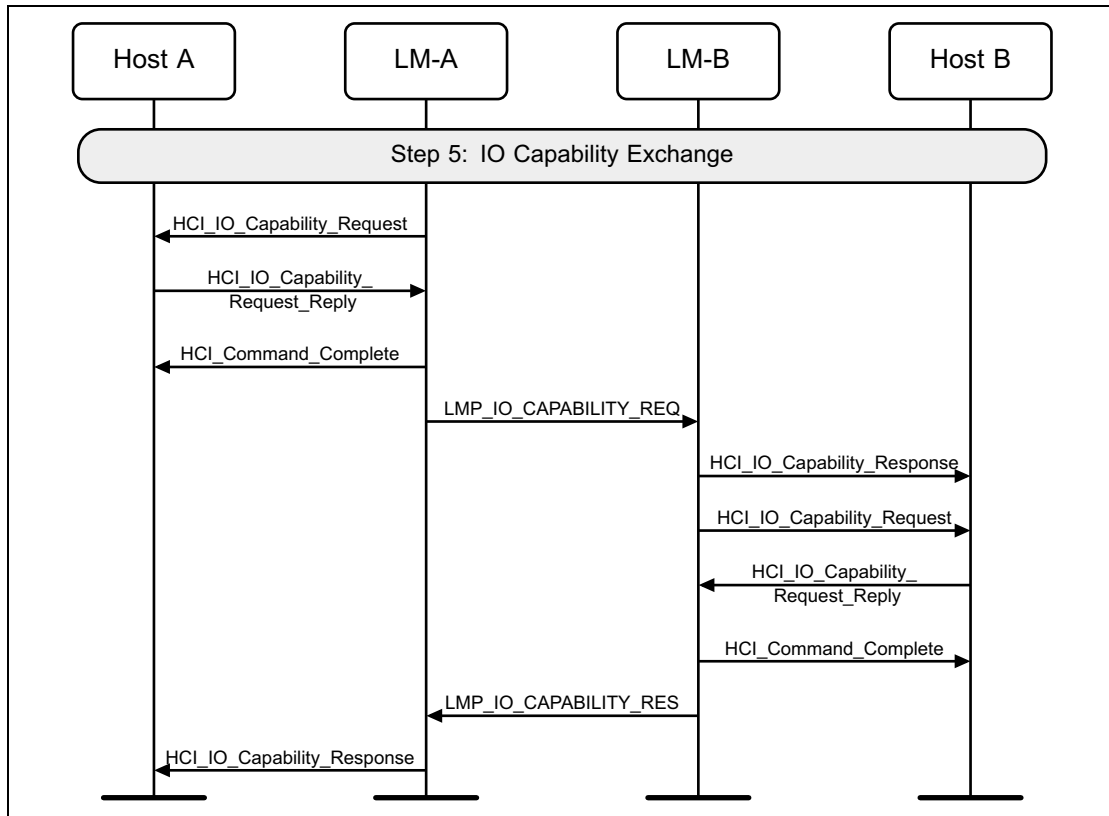 Host A
LM-A
LM-B
Host B
Step 5: IO Capability Exchange
HCI_IO_Capability_Request
HCI_IO_Capability_
Request_Reply
HCI_Command_Complete
LMP_IO_CAPABILITY_REQ
HCI_IO_Capability_Response
HCI_IO_Capability_Request
HCI_IO_Capability_
Request_Reply
HCI_Command_Complete
LMP_IO_CAPABILITY_RES
HCI_IO_Capability_Response